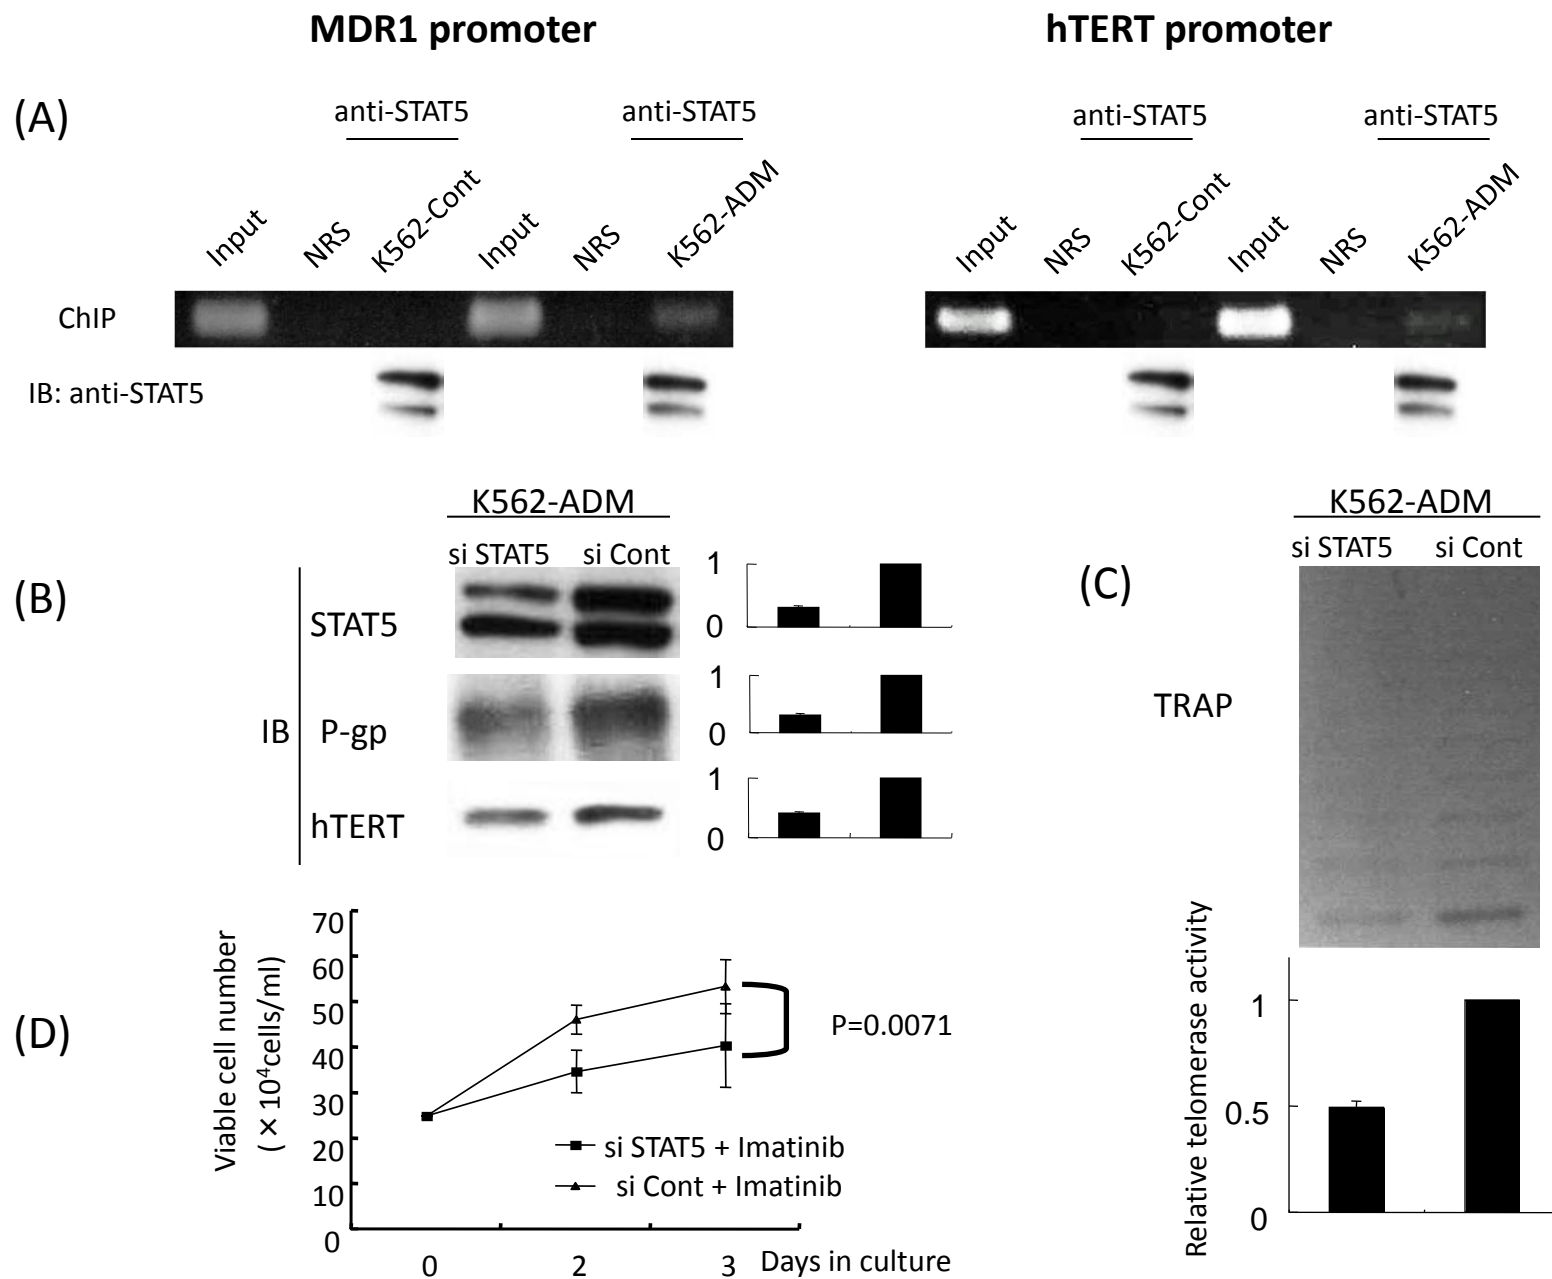 MDR1 promoter
hTERT promoter
(A)
anti-STAT5
anti-STAT5
anti-STAT5
anti-STAT5
Input
NRS
K562-Cont
Input
NRS
K562-ADM
Input
NRS
K562-Cont
Input
NRS
K562-ADM
ChIP
IB: anti-STAT5
(B)
K562-ADM
si STAT5
si Cont
IB
STAT5
1
0
P-gp
1
0
hTERT
1
0
(C)
K562-ADM
si STAT5
si Cont
TRAP
Relative telomerase activity
1
0.5
0
(D)
Viable cell number
(×10⁴cells/ml)
70
60
50
40
30
20
10
0
P=0.0071
si STAT5 + Imatinib
si Cont + Imatinib
0
2
3
Days in culture